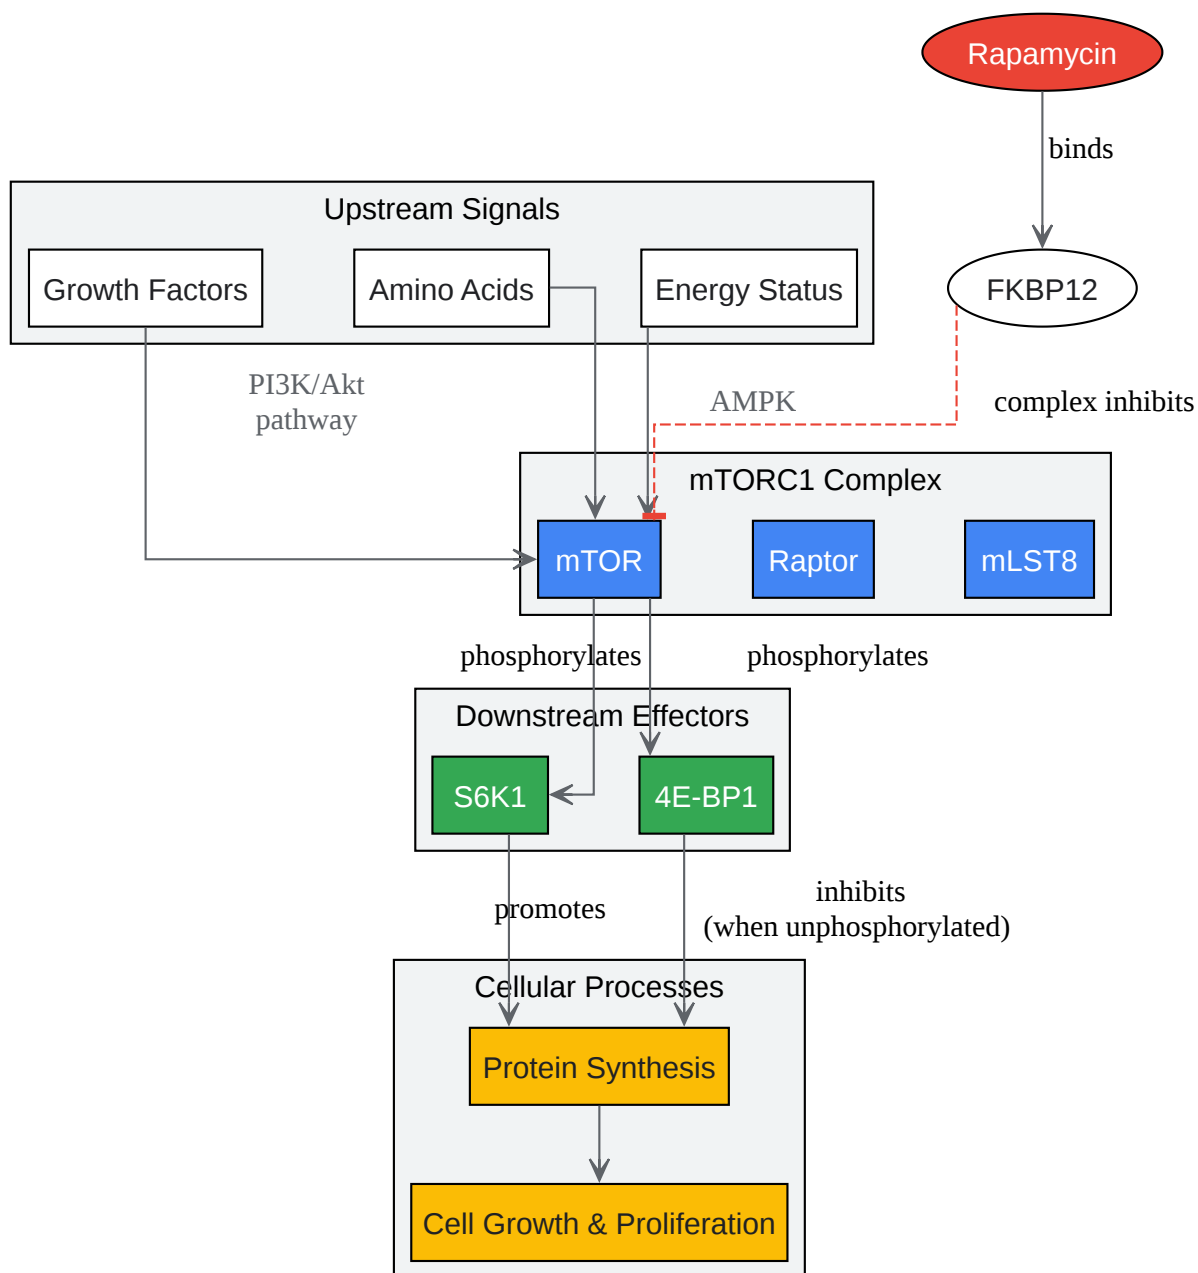 Rapamycin
binds
Upstream Signals
Growth Factors
Amino Acids
Energy Status
FKBP12
PI3K/Akt
pathway
AMPK
complex inhibits
mTORC1 Complex
mTOR
Raptor
mLST8
phosphorylates
phosphorylates
Downstream Effectors
S6K1
4E-BP1
promotes
inhibits
(when unphosphorylated)
Cellular Processes
Protein Synthesis
Cell Growth & Proliferation